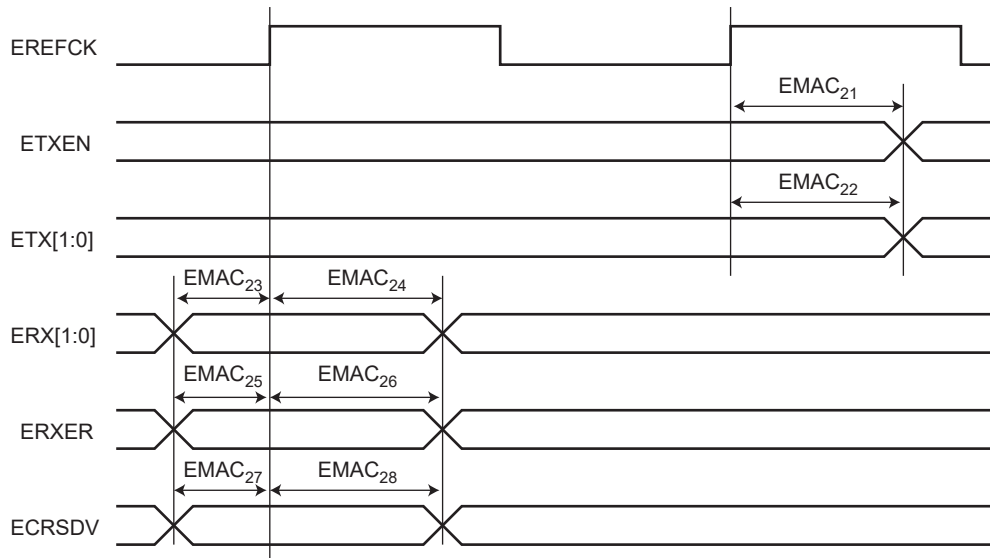 EREFCK
EMAC21
ETXEN
EMAC22
ETX[1:0]
EMAC23 EMAC24
ERX[1:0]
EMAC25 EMAC26
ERXER
EMAC27 EMAC28
ECRSDV